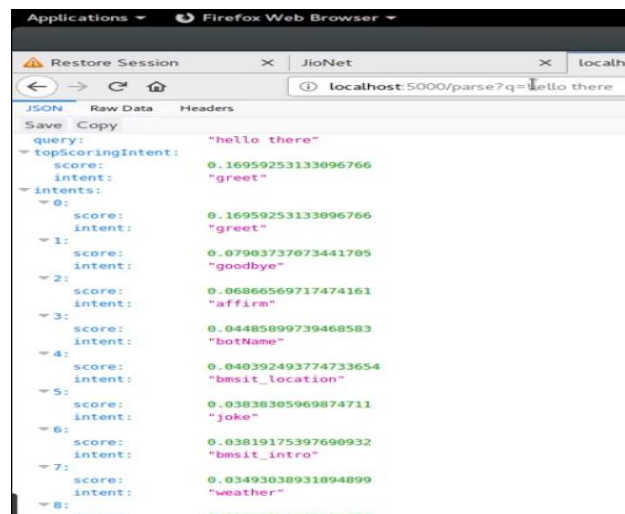 Applications Firefox Web Browser
Restore Session × JioNet × localh
localhost:5000/parse?q=hello there
JSON Raw Data Headers
Save Copy
query: "hello there"
topScoringIntent:
score: 0.16959253133096766
intent: "greet"
intents:
0:
score: 0.16959253133096766
intent: "greet"
1:
score: 0.07903737073441705
intent: "goodbye"
2:
score: 0.06866569717474161
intent: "affirm"
3:
score: 0.04485899739468583
intent: "botName"
4:
score: 0.040392493774733654
intent: "bmsit_location"
5:
score: 0.03838305969874711
intent: "joke"
6:
score: 0.03819175397690932
intent: "bmsit_intro"
7:
score: 0.03493038931894899
intent: "weather"
8: